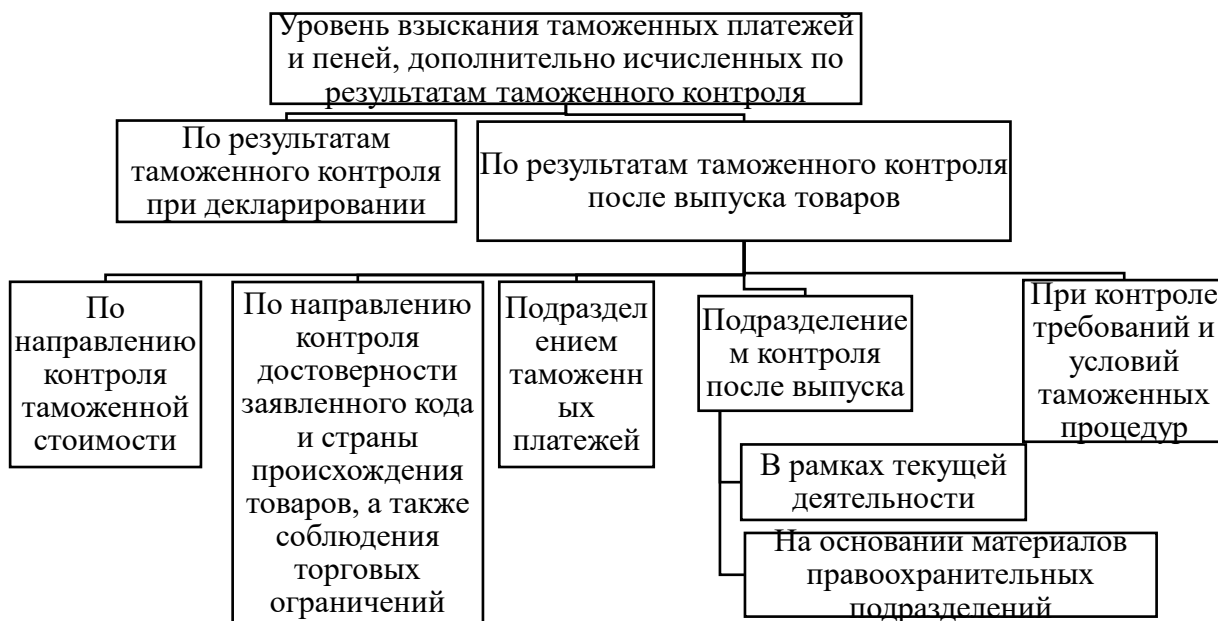 Уровень взыскания таможенных платежей
и пеней, дополнительно исчисленных по
результатам таможенного контроля
По результатам
таможенного контроля
при декларировании
По результатам таможенного контроля
после выпуска товаров
По
направлению
контроля
таможенной
стоимости
По направлению
контроля
достоверности
заявленного кода
и страны
происхождения
товаров, а также
соблюдения
торговых
ограничений
Подраздел
ением
таможенн
ых
платежей
Подразделение
м контроля
после выпуска
При контроле
требований и
условий
таможенных
процедур
В рамках текущей
деятельности
На основании материалов
правоохранительных
подразделений